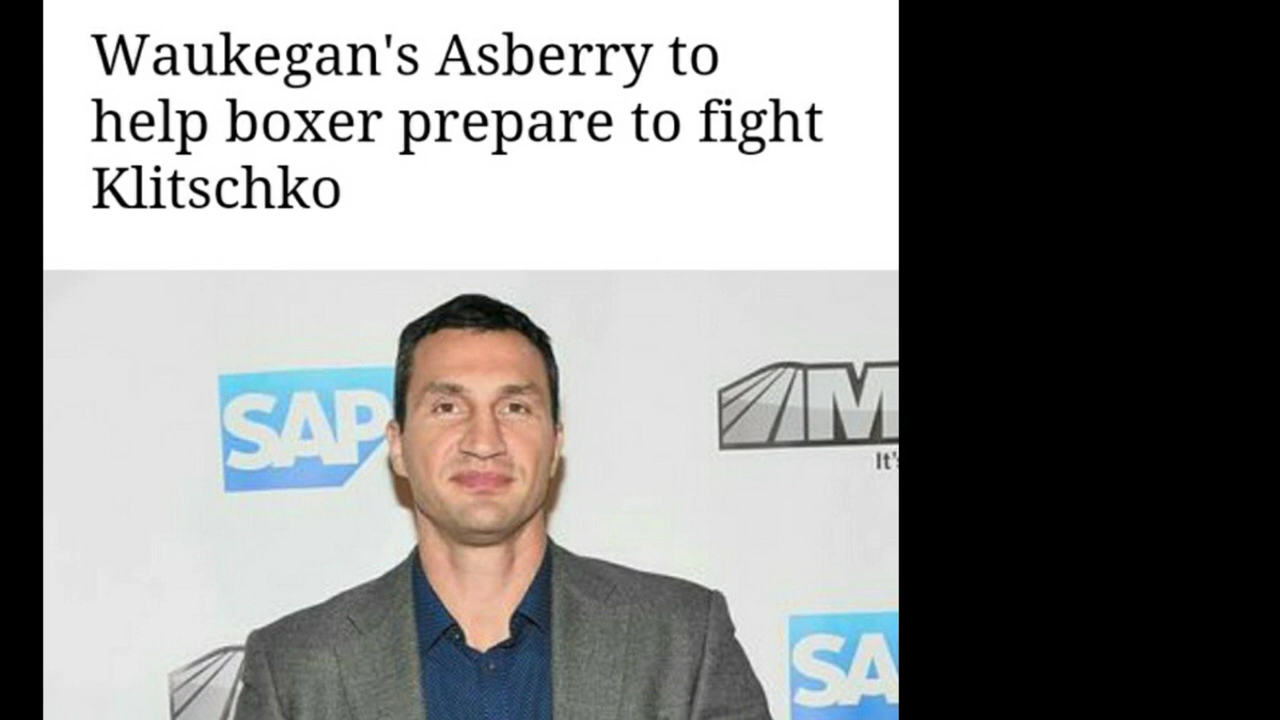 Waukegan's Asberry to
help boxer prepare to fight
Klitschko
SAP
M
It's
SA